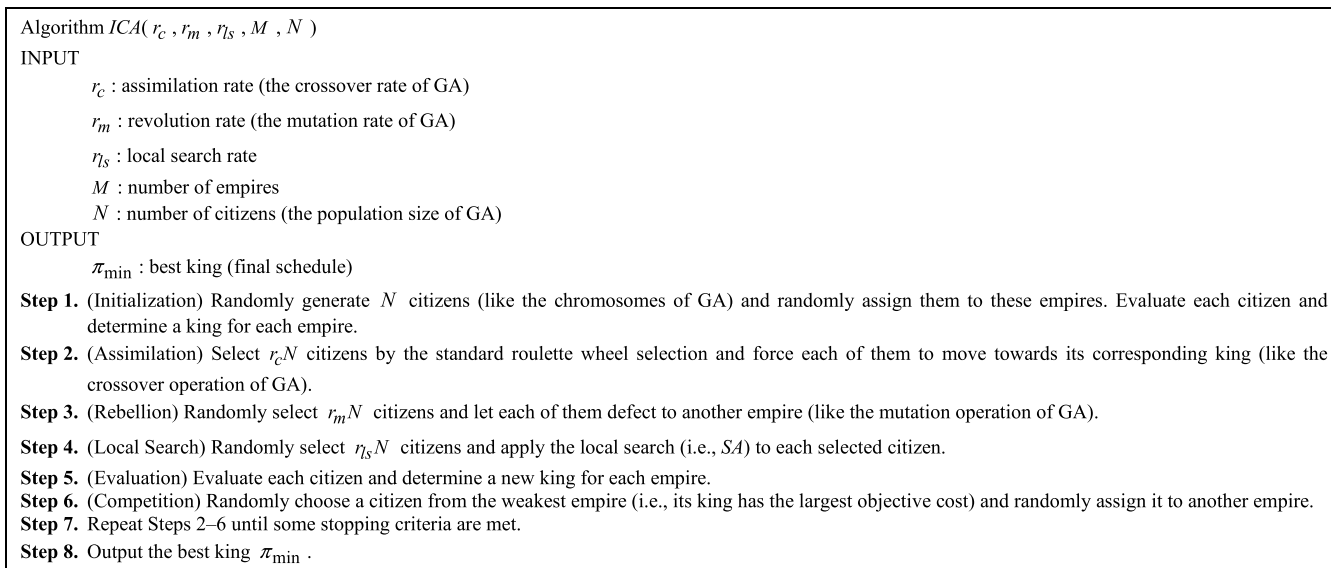 Algorithm ICA( r_c , r_m , r_ls , M , N )
INPUT
r_c : assimilation rate (the crossover rate of GA)
r_m : revolution rate (the mutation rate of GA)
r_ls : local search rate
M : number of empires
N : number of citizens (the population size of GA)
OUTPUT
π_min : best king (final schedule)
Step 1. (Initialization) Randomly generate N citizens (like the chromosomes of GA) and randomly assign them to these empires. Evaluate each citizen and
determine a king for each empire.
Step 2. (Assimilation) Select r_cN citizens by the standard roulette wheel selection and force each of them to move towards its corresponding king (like the
crossover operation of GA).
Step 3. (Rebellion) Randomly select r_mN citizens and let each of them defect to another empire (like the mutation operation of GA).
Step 4. (Local Search) Randomly select r_lsN citizens and apply the local search (i.e., SA) to each selected citizen.
Step 5. (Evaluation) Evaluate each citizen and determine a new king for each empire.
Step 6. (Competition) Randomly choose a citizen from the weakest empire (i.e., its king has the largest objective cost) and randomly assign it to another empire.
Step 7. Repeat Steps 2–6 until some stopping criteria are met.
Step 8. Output the best king π_min .